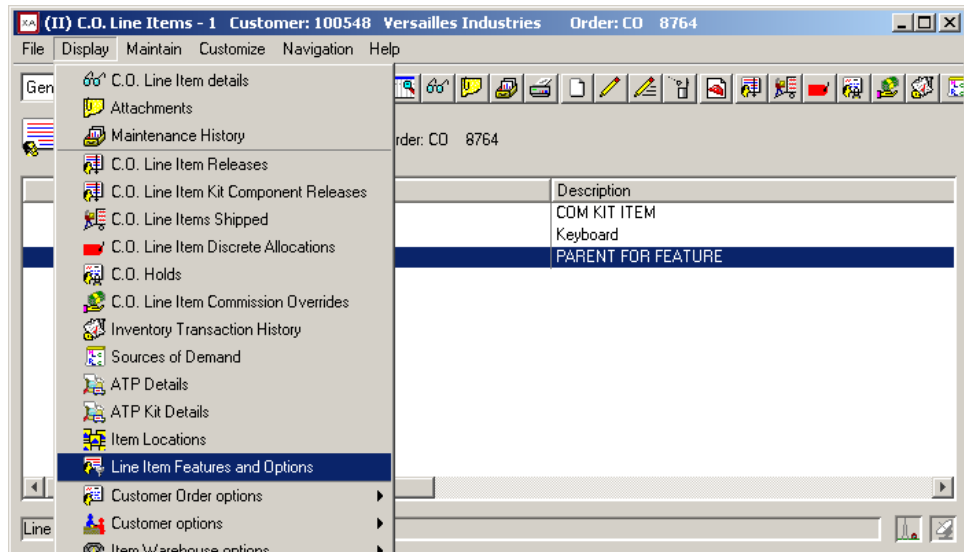 XA (II) C.O. Line Items - 1 Customer: 100548 Versailles Industries Order: CO 8764
File Display Maintain Customize Navigation Help
Gen
C.O. Line Item details
Attachments
Maintenance History
rder: CO 8764
C.O. Line Item Releases
C.O. Line Item Kit Component Releases
Description
C.O. Line Items Shipped
COM KIT ITEM
C.O. Line Item Discrete Allocations
Keyboard
PARENT FOR FEATURE
C.O. Holds
C.O. Line Item Commission Overrides
Inventory Transaction History
Sources of Demand
ATP Details
ATP Kit Details
Item Locations
Line Item Features and Options
Customer Order options
Customer options
Line
Item Warehouse options